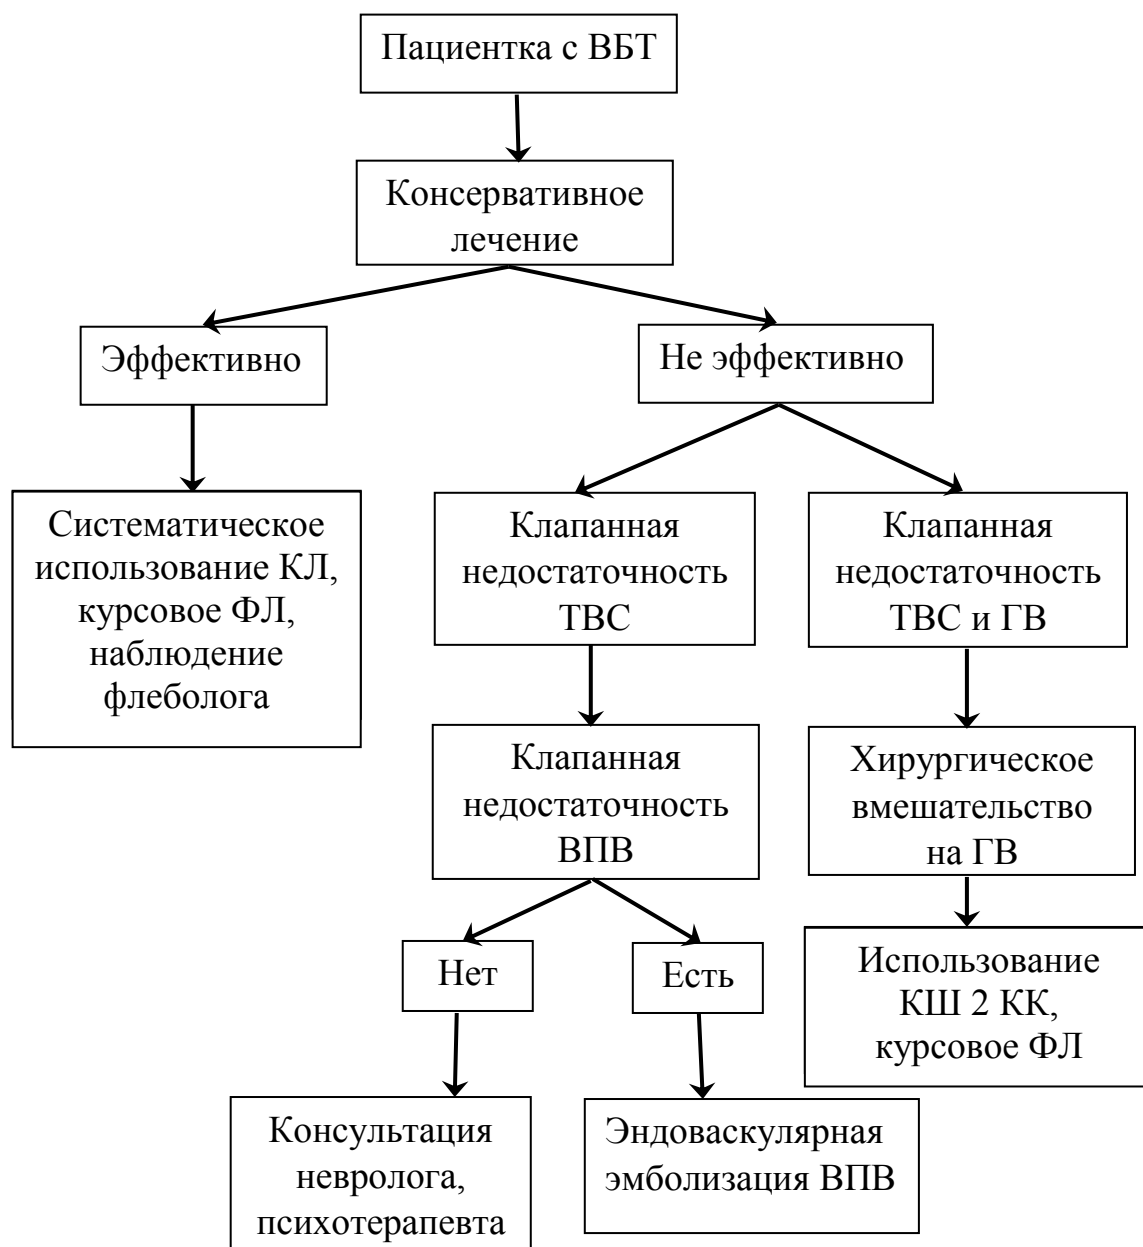 Пациентка с ВБТ
Консервативное
лечение
Эффективно
Не эффективно
Систематическое
использование КЛ,
курсовое ФЛ,
наблюдение
флеболога
Клапанная
недостаточность
ТВС
Клапанная
недостаточность
ТВС и ГВ
Клапанная
недостаточность
ВПВ
Хирургическое
вмешательство
на ГВ
Нет
Есть
Использование
КШ 2 КК,
курсовое ФЛ
Консультация
невролога,
психотерапевта
Эндоваскулярная
эмболизация ВПВ